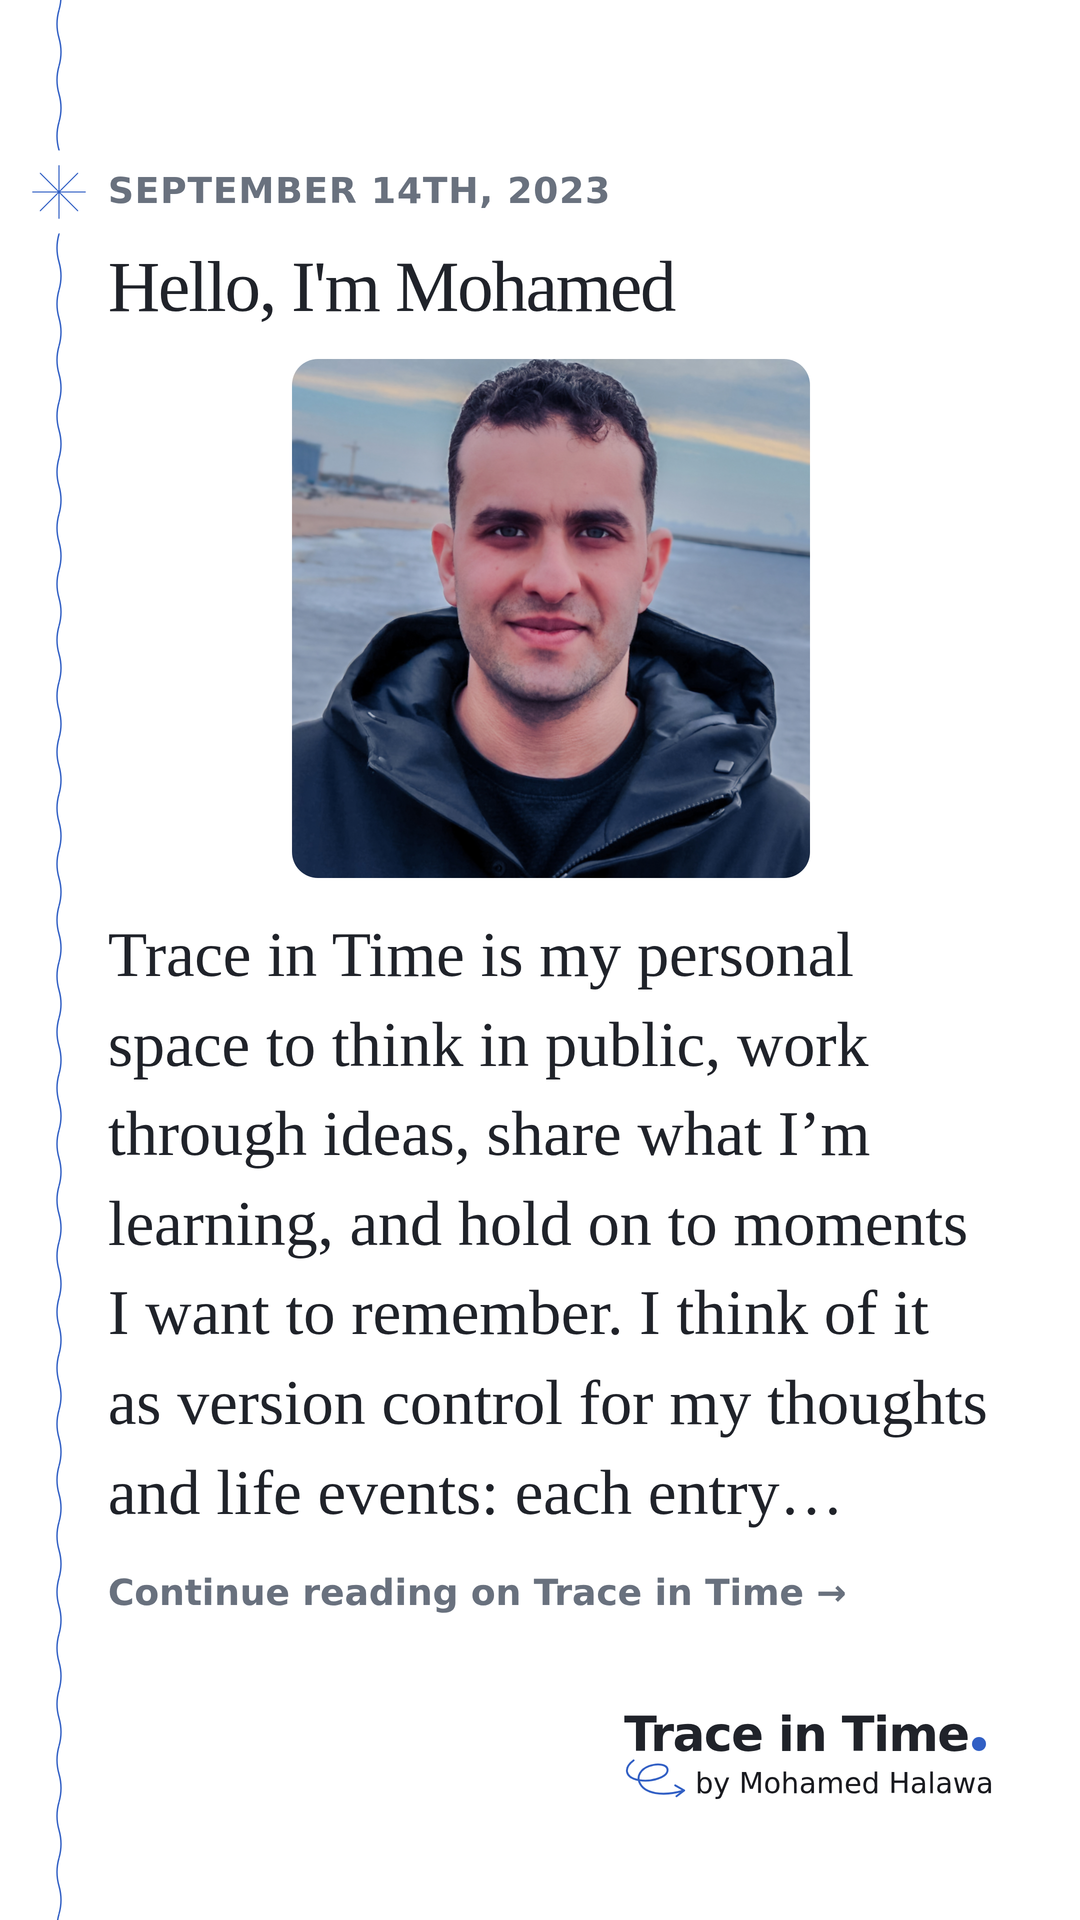 SEPTEMBER 14TH, 2023
Hello, I'm Mohamed
Trace in Time is my personal
space to think in public, work
through ideas, share what I’m
learning, and hold on to moments
I want to remember. I think of it
as version control for my thoughts
and life events: each entry…
Continue reading on Trace in Time →
Trace in Time.
by Mohamed Halawa